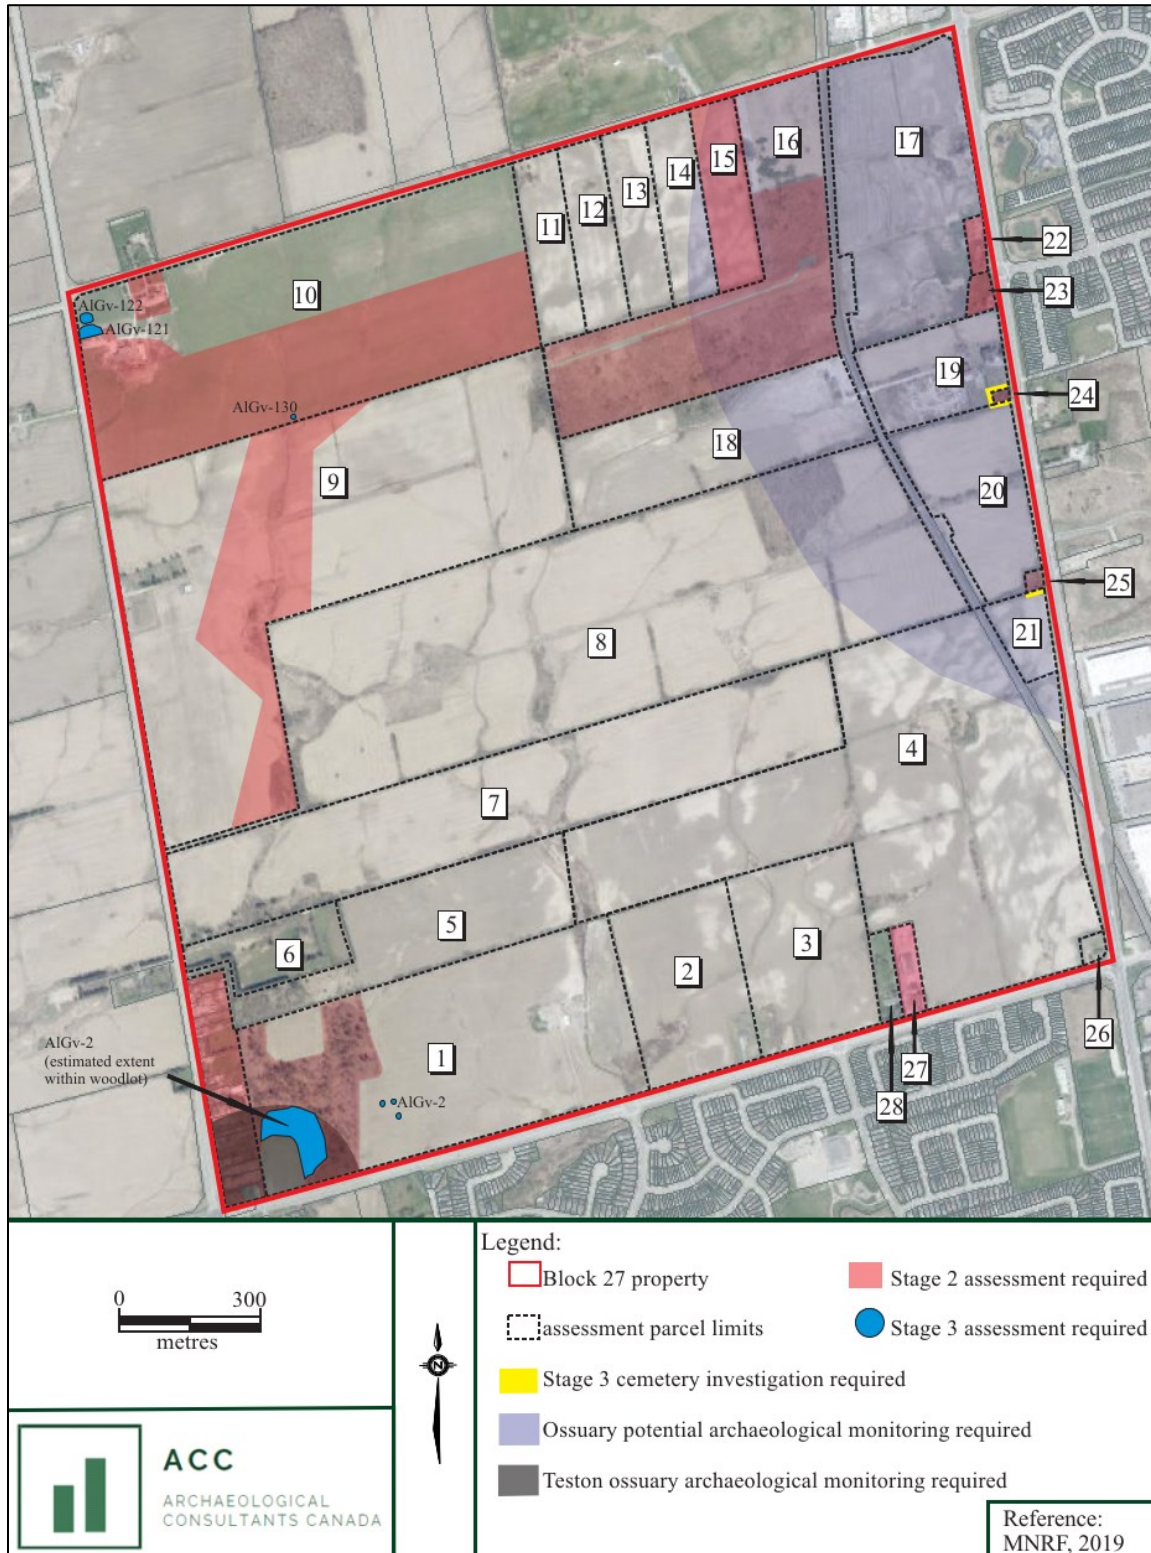 17
16
15
14
13
12
11
22
10
23
AlGv-122
AlGv-121
19
24
AlGv-130
18
9
20
25
8
21
4
7
5
3
6
2
26
AlGv-2
(estimated extent
within woodlot)
1
27
AlGv-2
28
Legend:
Block 27 property
Stage 2 assessment required
assessment parcel limits
Stage 3 assessment required
Stage 3 cemetery investigation required
Ossuary potential archaeological monitoring required
Teston ossuary archaeological monitoring required
0 300
metres
N
ACC
ARCHAEOLOGICAL
CONSULTANTS CANADA
Reference:
MNRF, 2019